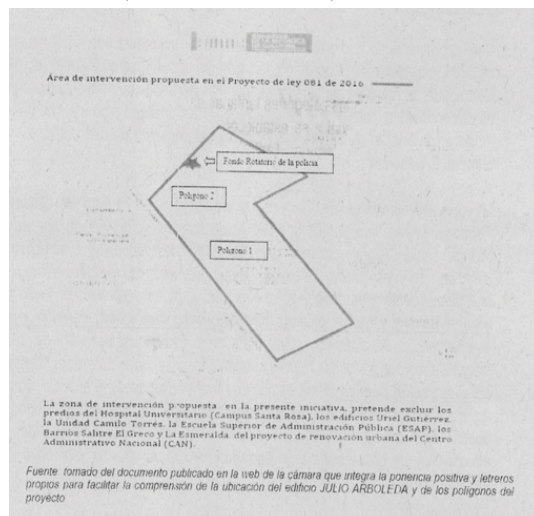 Área de intervención propuesta en el Proyecto de ley 081 de 2016
Fondo Rotatorio de la policía
Polígono 2
Polígono 1
La zona de intervención propuesta en la presente iniciativa, pretende excluir los
predios del Hospital Universitario (Campus Santa Rosa), los edificios Uriel Gutiérrez,
la Unidad Camilo Torres, la Escuela Superior de Administración Pública (ESAP), los
Barrios Salitre El Greco y La Esmeralda, del proyecto de renovación urbana del Centro
Administrativo Nacional (CAN).
Fuente tomado del documento publicado en la web de la cámara que integra la ponencia positiva y letreros
propios para facilitar la comprensión de la ubicación del edificio JULIO ARBOLEDA y de los polígonos del
proyecto